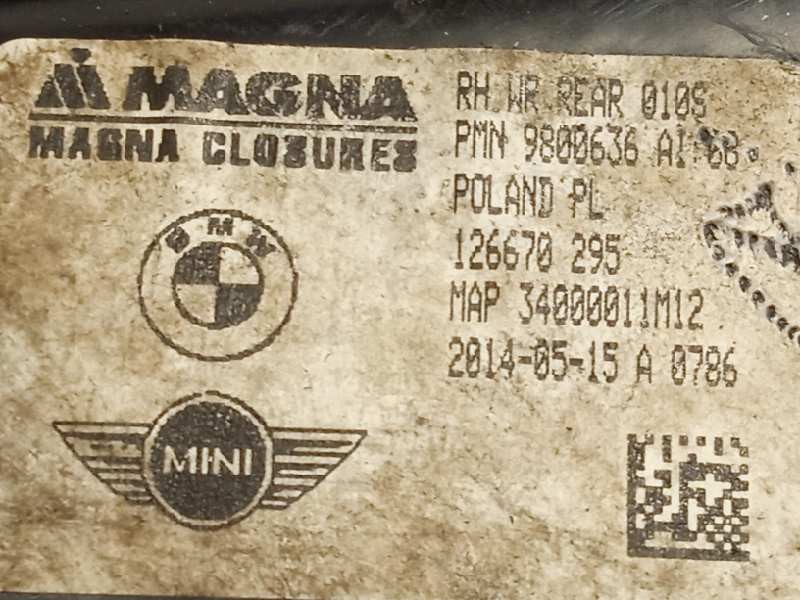 MAGNA
MAGNA CLOSURES
BMW
MINI
RH WR REAR 010S
PMN 9800636 AI 08
POLAND PL
126670 295
MAP 34000011M12
2014-05-15 A 0786